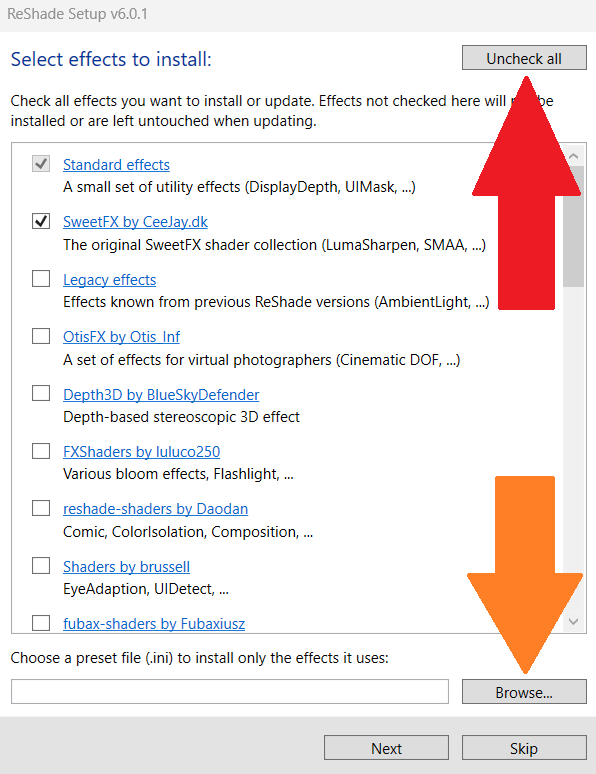 ReShade Setup v6.0.1
Select effects to install:
Uncheck all
Check all effects you want to install or update. Effects not checked here will be
installed or are left untouched when updating.
Standard effects
A small set of utility effects (DisplayDepth, UIMask, ...)
SweetFX by CeeJay.dk
The original SweetFX shader collection (LumaSharpen, SMAA, ...)
Legacy effects
Effects known from previous ReShade versions (AmbientLight, ...)
OtisFX by Otis_Inf
A set of effects for virtual photographers (Cinematic DOF, ...)
Depth3D by BlueSkyDefender
Depth-based stereoscopic 3D effect
FXShaders by luluco250
Various bloom effects, Flashlight, ...
reshade-shaders by Daodan
Comic, ColorIsolation, Composition, ...
Shaders by brussell
EyeAdaption, UIDetect, ...
fubax-shaders by Fubaxiusz
Choose a preset file (.ini) to install only the effects it uses:
Browse...
Next
Skip